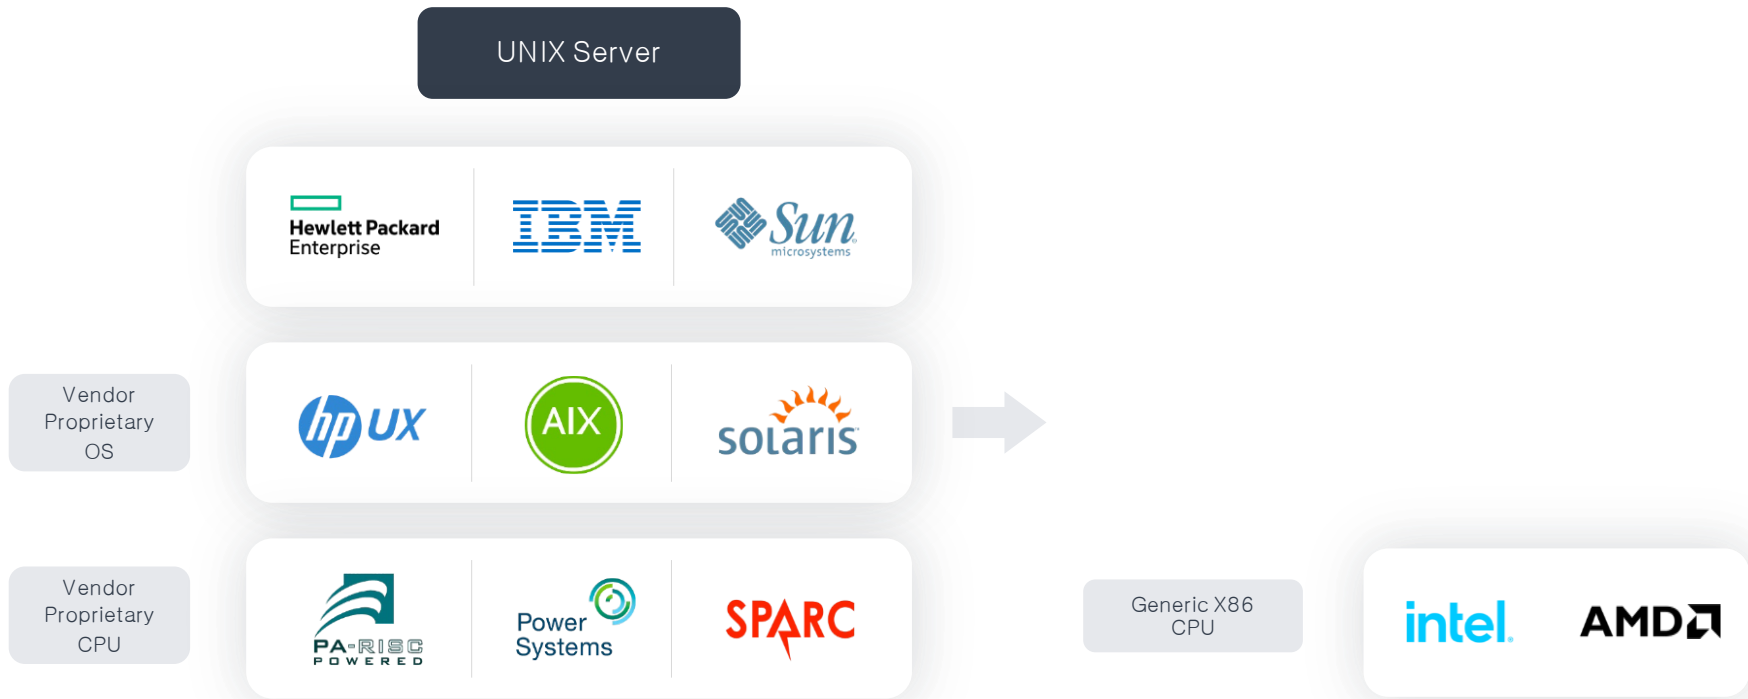 UNIX Server
Hewlett Packard
Enterprise
IBM
Sun
microsystems
Vendor
Proprietary
OS
hp UX
AIX
solaris
Vendor
Proprietary
CPU
PA-RISC
POWERED
Power
Systems
SPARC
Generic X86
CPU
intel.
AMD